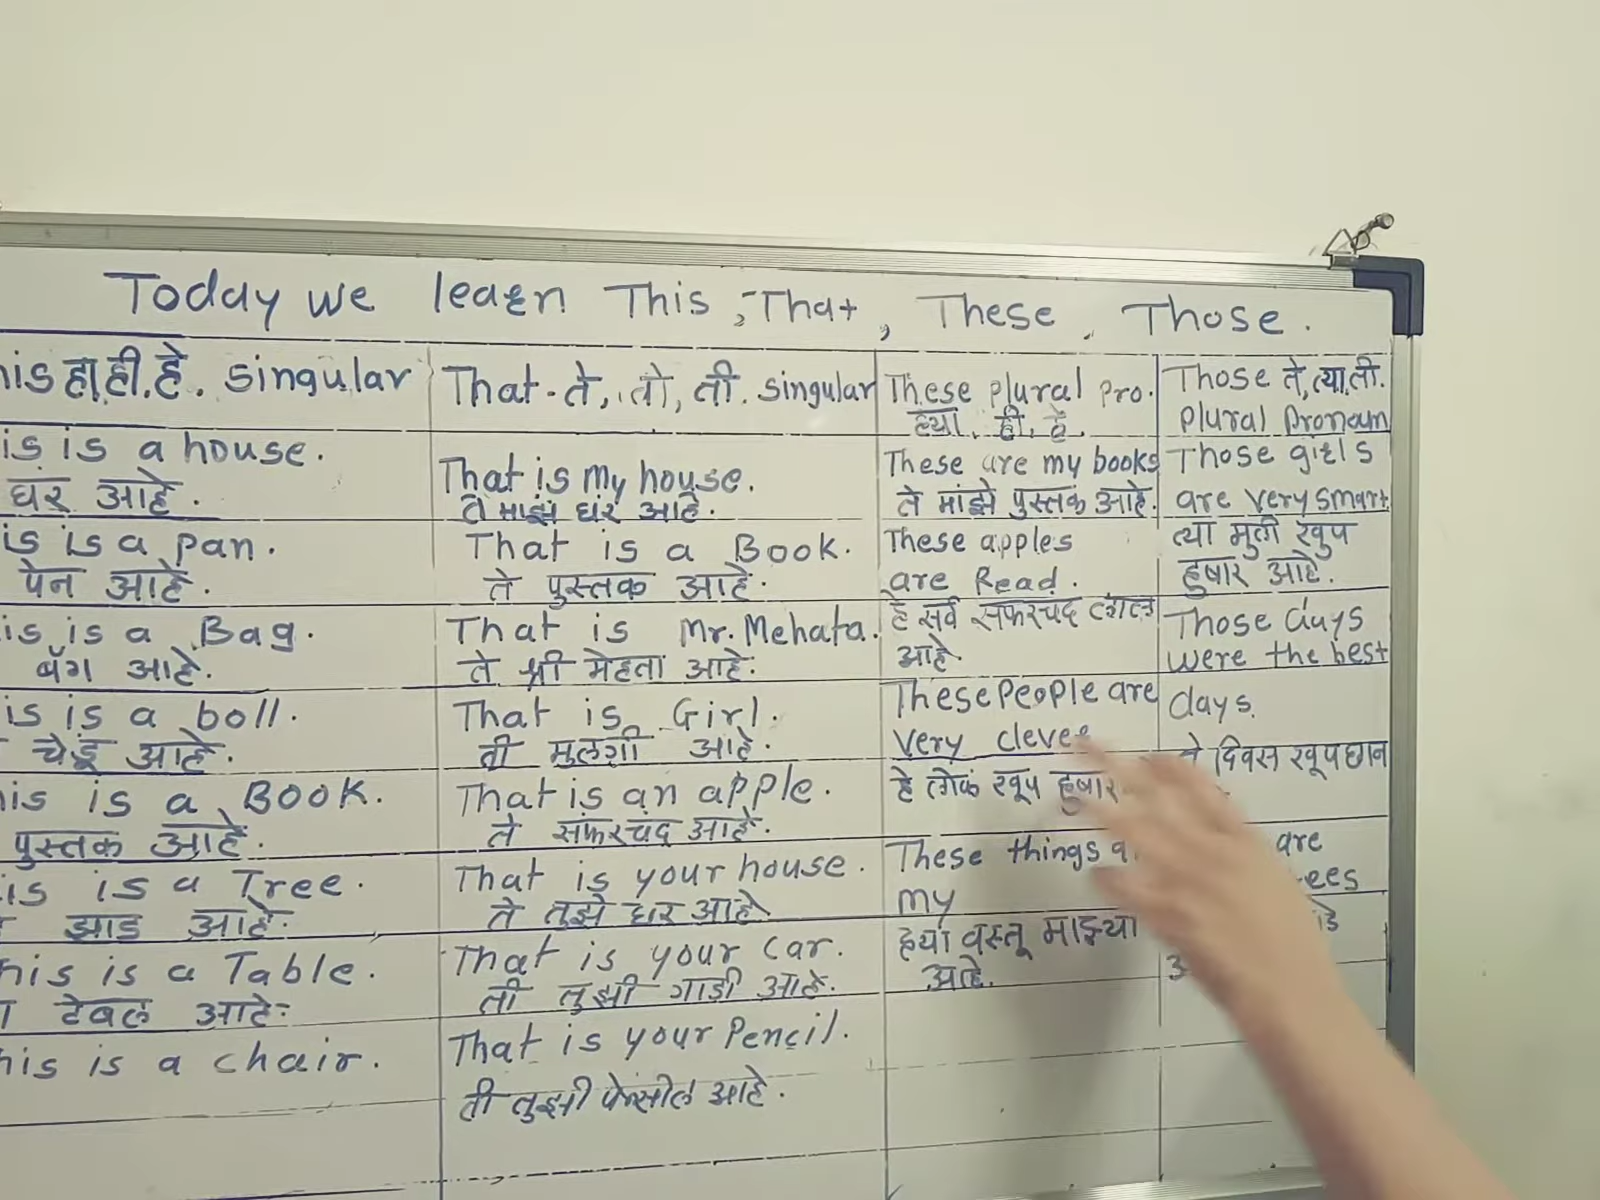 Today we learn This, That, These, Those.
his हा,ही.हे. singular
is is a house.
घर आहे.
is is a pan.
पेन आहे.
is is a Bag.
बॅग आहे.
is is a boll.
चेंडू आहे.
his is a Book.
पुस्तक आहे.
is is a Tree.
झाड आहे.
his is a Table.
टेबल आहे.
his is a chair.
That - ते, तो, ती. singular
That is my house.
ते माझं घर आहे.
That is a Book.
ते पुस्तक आहे.
That is Mr. Mehata.
ते श्री मेहता आहे.
That is Girl.
ती मुलगी आहे.
That is an apple.
ते सफरचंद आहे.
That is your house.
ते तुझे घर आहे.
That is your car.
ती तुझी गाडी आहे.
That is your Pencil.
ती तुझी पेन्सील आहे.
These plural pro.
ह्या, ही, हे.
These are my books
ते माझे पुस्तक आहे.
These apples
are Read.
हे सर्व सफरचंद लाल
आहे.
These People are
very clever
हे लोक खूप हुषार
These things
my
ह्या वस्तू माझ्या
आहे.
Those ते, त्या, ती.
plural pronoun
Those girls
are very smart.
त्या मुली खुप
हुषार आहे.
Those days
were the best
days.
ते दिवस खूप छान
are